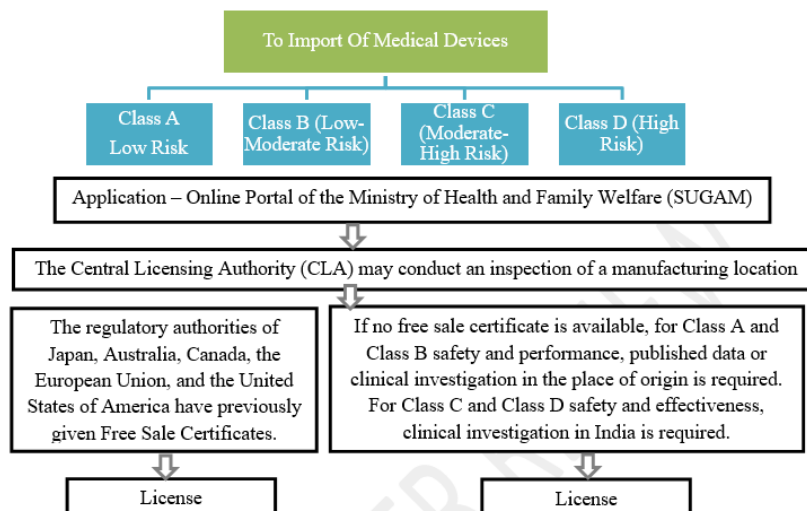 To Import Of Medical Devices
Class A
Low Risk
Class B (Low-
Moderate Risk)
Class C
(Moderate-
High Risk)
Class D (High
Risk)
Application – Online Portal of the Ministry of Health and Family Welfare (SUGAM)
The Central Licensing Authority (CLA) may conduct an inspection of a manufacturing location
The regulatory authorities of
Japan, Australia, Canada, the
European Union, and the United
States of America have previously
given Free Sale Certificates.
If no free sale certificate is available, for Class A and
Class B safety and performance, published data or
clinical investigation in the place of origin is required.
For Class C and Class D safety and effectiveness,
clinical investigation in India is required.
License
License